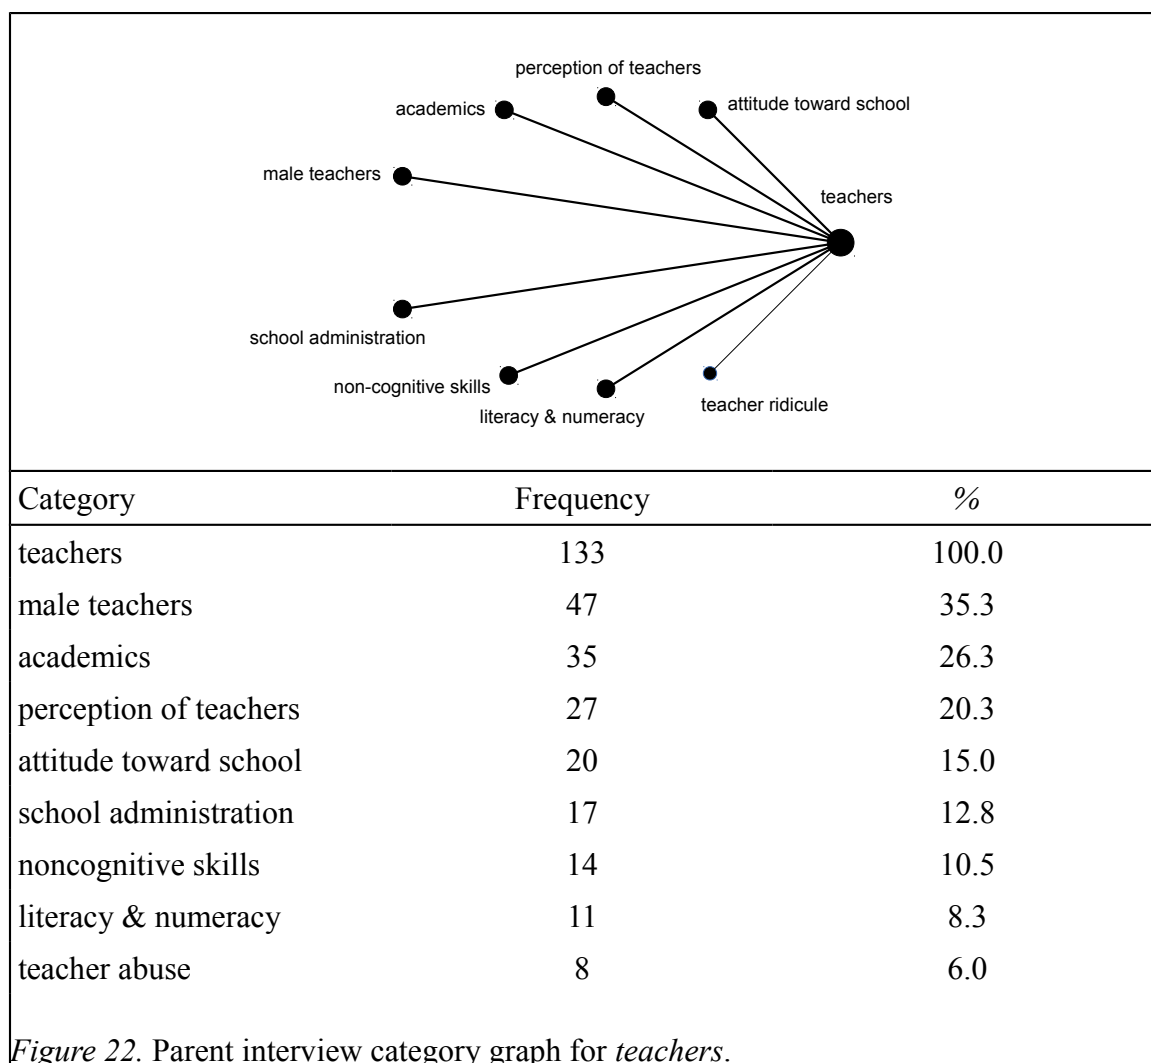 perception of teachers
academics
attitude toward school
male teachers
teachers
school administration
non-cognitive skills
teacher ridicule
literacy & numeracy
Category Frequency %
teachers 133 100.0
male teachers 47 35.3
academics 35 26.3
perception of teachers 27 20.3
attitude toward school 20 15.0
school administration 17 12.8
noncognitive skills 14 10.5
literacy & numeracy 11 8.3
teacher abuse 8 6.0
Figure 22. Parent interview category graph for teachers.